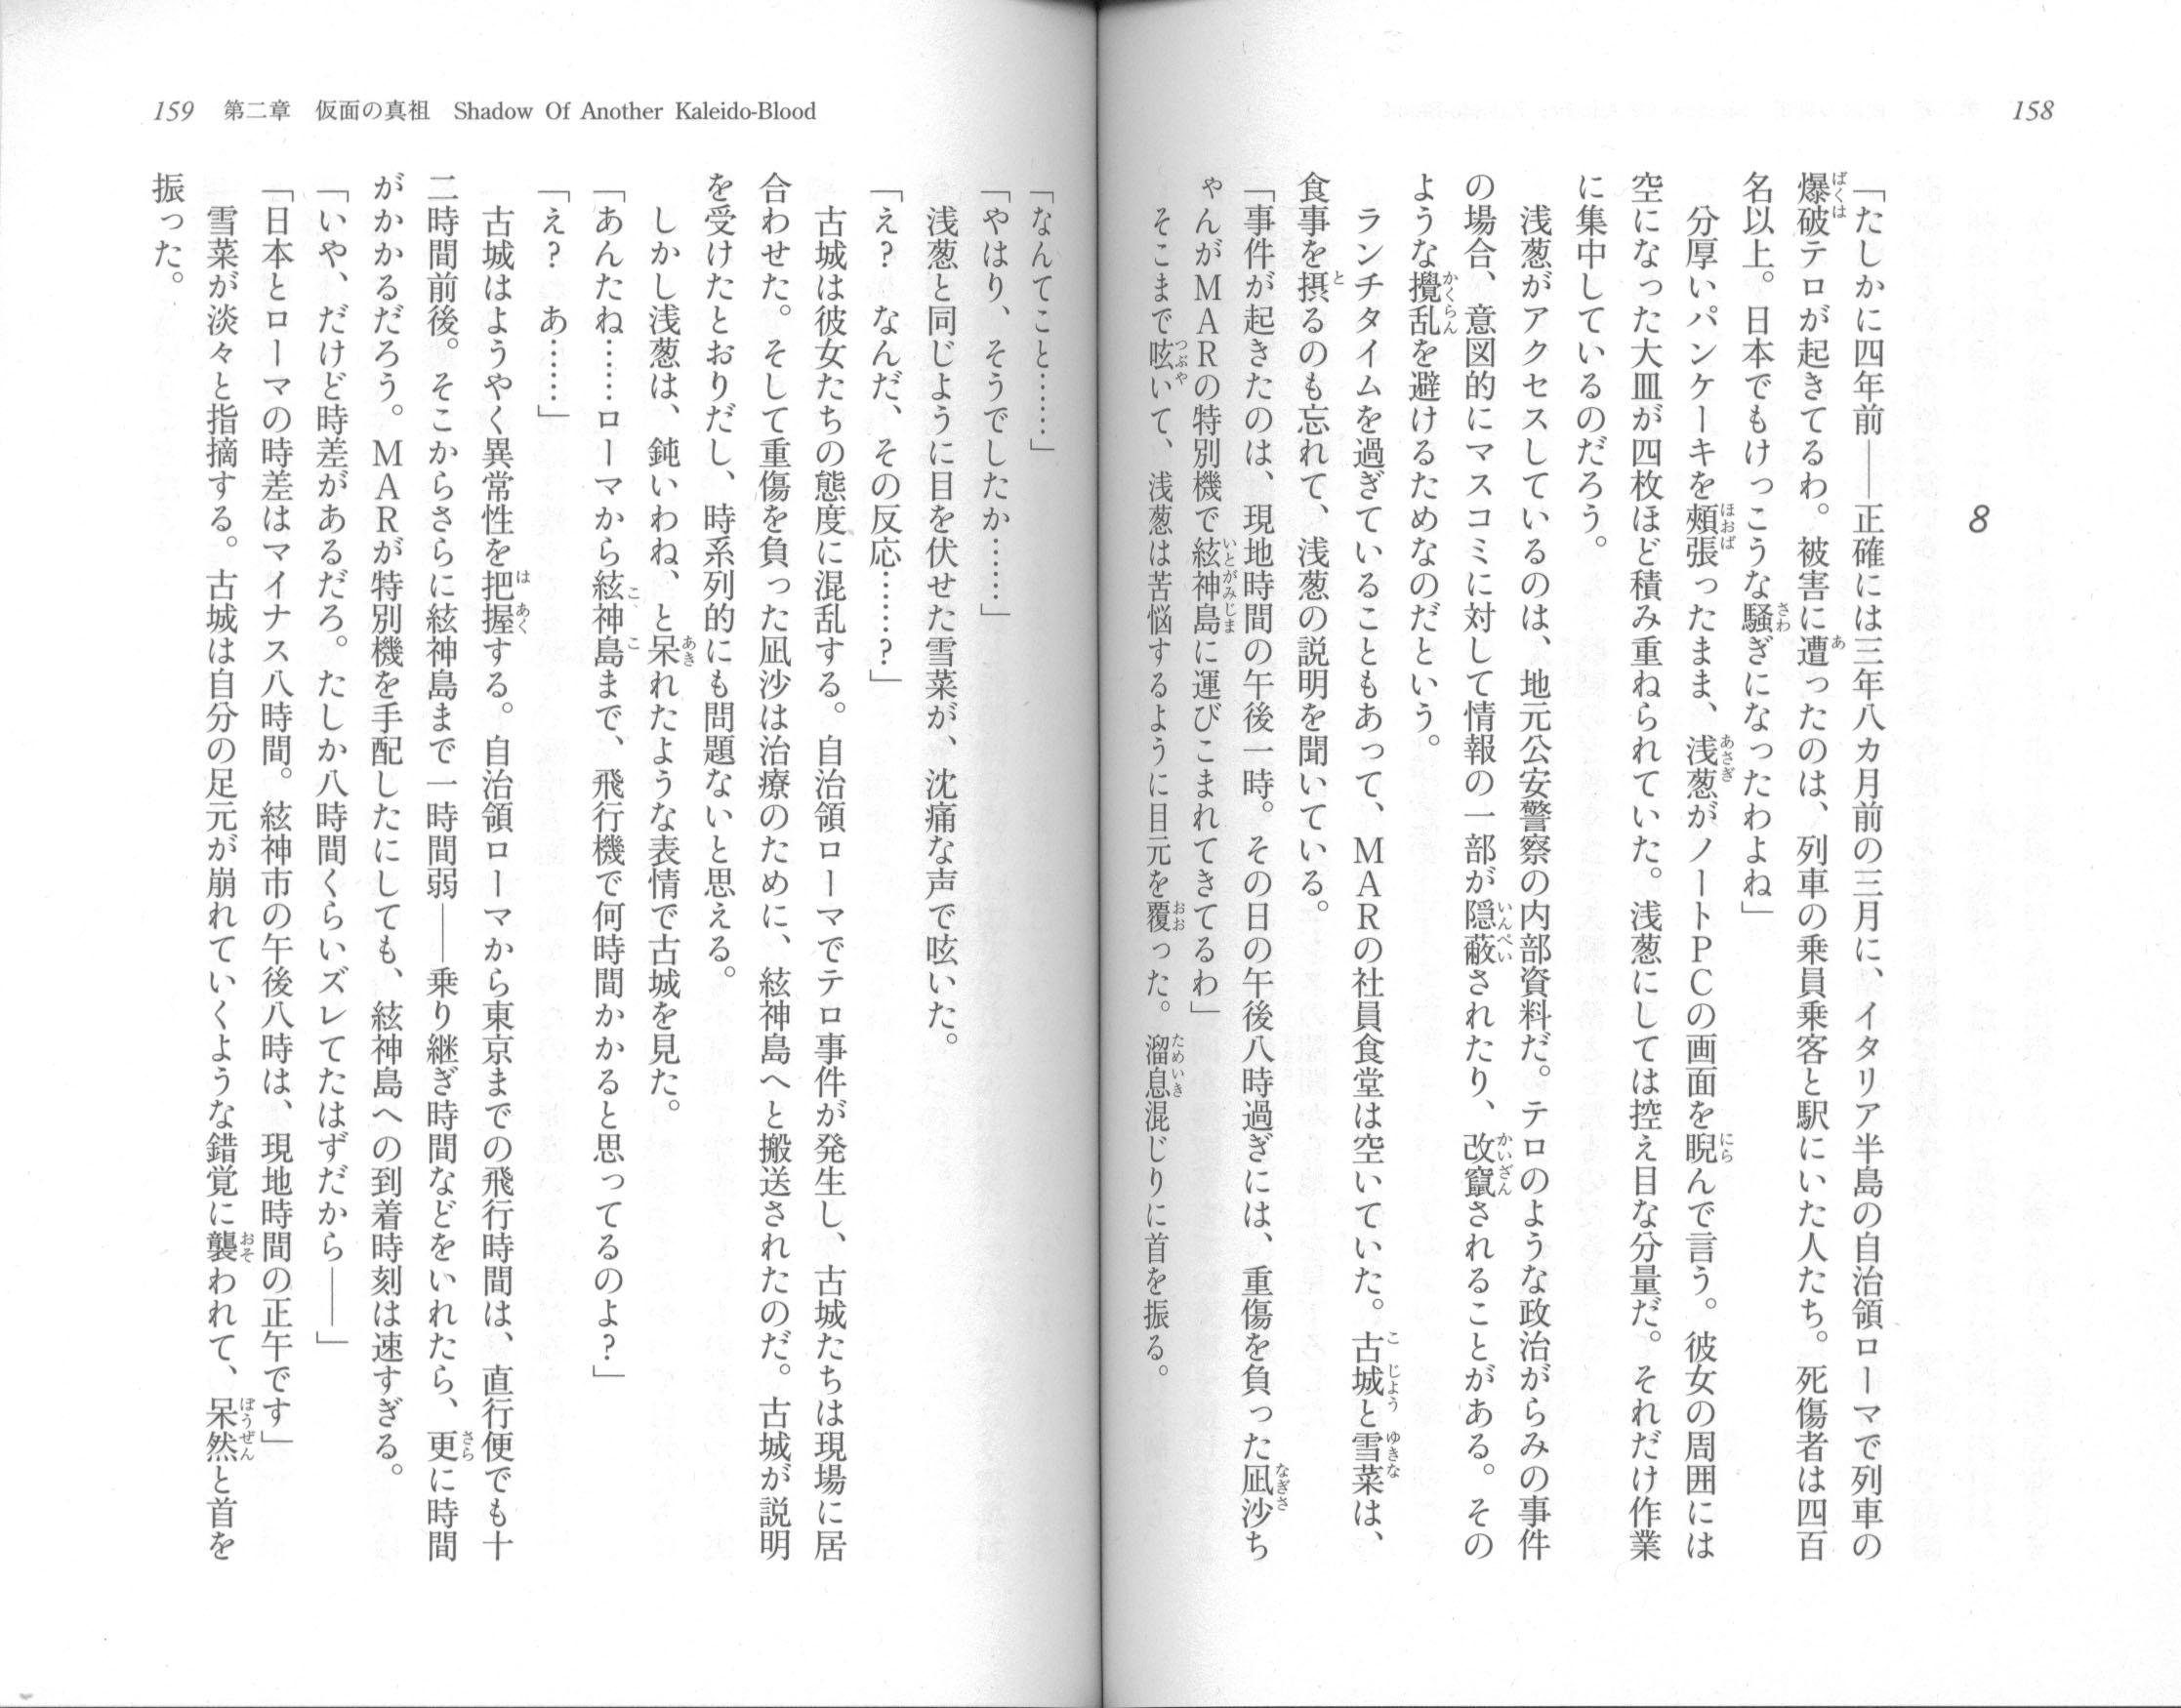 158
8
「たしかに四年前――正確には三年八カ月前の三月に、イタリア半島の自治領ローマで列車の
爆破テロが起きてるわ。被害に遭ったのは、列車の乗員乗客と駅にいた人たち。死傷者は四百
名以上。日本でもけっこうな騒ぎになったわよね」
　分厚いパンケーキを頰張ったまま、浅葱がノートPCの画面を睨んで言う。彼女の周囲には
空になった大皿が四枚ほど積み重ねられていた。浅葱にしては控え目な分量だ。それだけ作業
に集中しているのだろう。
　浅葱がアクセスしているのは、地元公安警察の内部資料だ。テロのような政治がらみの事件
の場合、意図的にマスコミに対して情報の一部が隠蔽されたり、改竄されることがある。その
ような攪乱を避けるためなのだという。
　ランチタイムを過ぎていることもあって、MARの社員食堂は空いていた。古城と雪菜は、
食事を摂るのも忘れて、浅葱の説明を聞いている。
「事件が起きたのは、現地時間の午後一時。その日の午後八時過ぎには、重傷を負った凪沙ち
ゃんがMARの特別機で絃神島に運びこまれてきてるわ」
　そこまで呟いて、浅葱は苦悩するように目元を覆った。溜息混じりに首を振る。
159　第二章　仮面の真祖　Shadow Of Another Kaleido-Blood
「なんてこと……」
「やはり、そうでしたか……」
　浅葱と同じように目を伏せた雪菜が、沈痛な声で呟いた。
「え？　なんだ、その反応……？」
　古城は彼女たちの態度に混乱する。自治領ローマでテロ事件が発生し、古城たちは現場に居
合わせた。そして重傷を負った凪沙は治療のために、絃神島へと搬送されたのだ。古城が説明
を受けたとおりだし、時系列的にも問題ないと思える。
　しかし浅葱は、鈍いわね、と呆れたような表情で古城を見た。
「あんたね……ローマから絃神島まで、飛行機で何時間かかると思ってるのよ？」
「え？　あ……」
　古城はようやく異常性を把握する。自治領ローマから東京までの飛行時間は、直行便でも十
二時間前後。そこからさらに絃神島まで一時間弱――乗り継ぎ時間などをいれたら、更に時間
がかかるだろう。MARが特別機を手配したにしても、絃神島への到着時刻は速すぎる。
「いや、だけど時差があるだろ。たしか八時間くらいズレてたはずだから――」
「日本とローマの時差はマイナス八時間。絃神市の午後八時は、現地時間の正午です」
　雪菜が淡々と指摘する。古城は自分の足元が崩れていくような錯覚に襲われて、呆然と首を
振った。